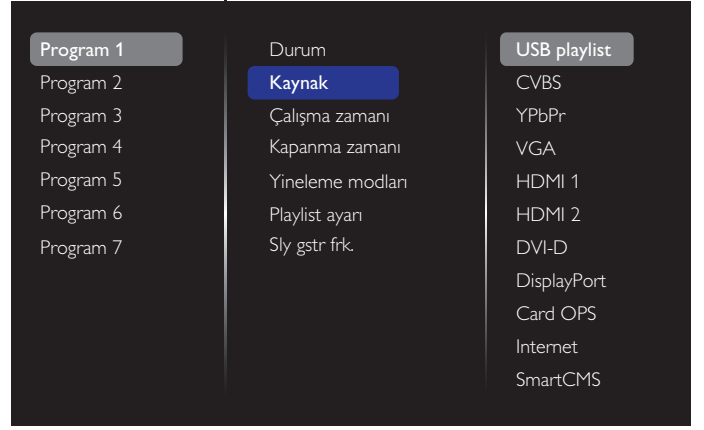 Program 1
Program 2
Program 3
Program 4
Program 5
Program 6
Program 7
Durum
Kaynak
Çalışma zamanı
Kapanma zamanı
Yineleme modları
Playlist ayarı
Sly gstr frk.
USB playlist
CVBS
YPbPr
VGA
HDMI 1
HDMI 2
DVI-D
DisplayPort
Card OPS
Internet
SmartCMS